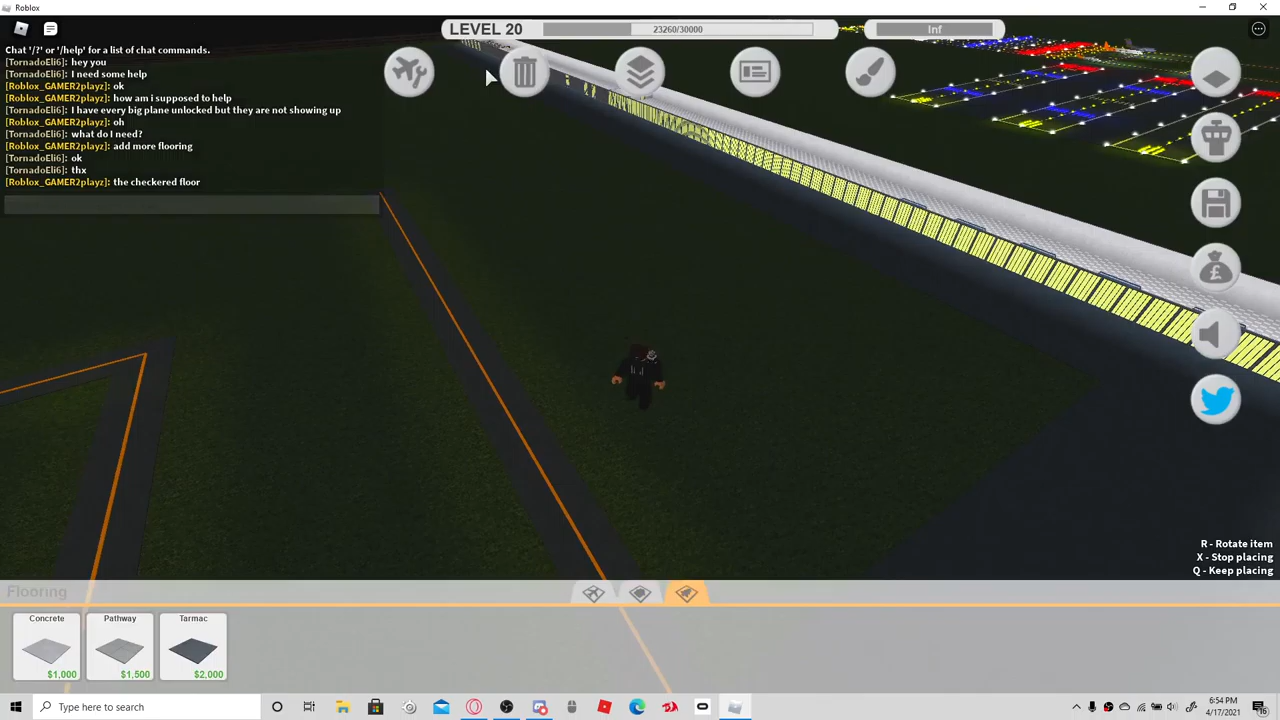 Roblox
LEVEL 20
23260/30000
Inf
Chat '/?' or '/help' for a list of chat commands.
[TornadoEli6]: hey you
[TornadoEli6]: I need some help
[Roblox_GAMER2playz]: ok
[Roblox_GAMER2playz]: how am i supposed to help
[TornadoEli6]: I have every big plane unlocked but they are not showing up
[Roblox_GAMER2playz]: oh
[TornadoEli6]: what do I need?
[Roblox_GAMER2playz]: add more flooring
[TornadoEli6]: ok
[TornadoEli6]: thx
[Roblox_GAMER2playz]: the checkered floor
R - Rotate item
X - Stop placing
Q - Keep placing
Flooring
Concrete
$1,000
Pathway
$1,500
Tarmac
$2,000
Type here to search
6:54 PM
4/17/2021